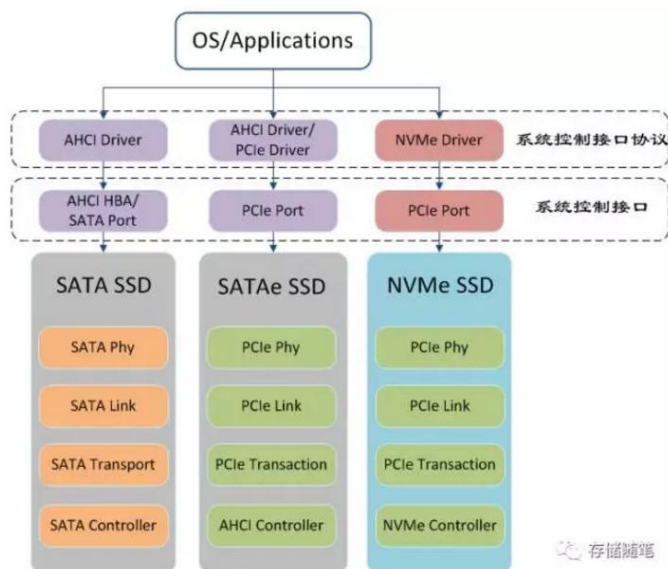 OS/Applications
AHCI Driver
AHCI Driver/
PCIe Driver
NVMe Driver
系统控制接口协议
AHCI HBA/
SATA Port
PCIe Port
PCIe Port
系统控制接口
SATA SSD
SATAe SSD
NVMe SSD
SATA Phy
PCIe Phy
PCIe Phy
SATA Link
PCIe Link
PCIe Link
SATA Transport
PCIe Transaction
PCIe Transaction
SATA Controller
AHCI Controller
NVMe Controller
存储随笔